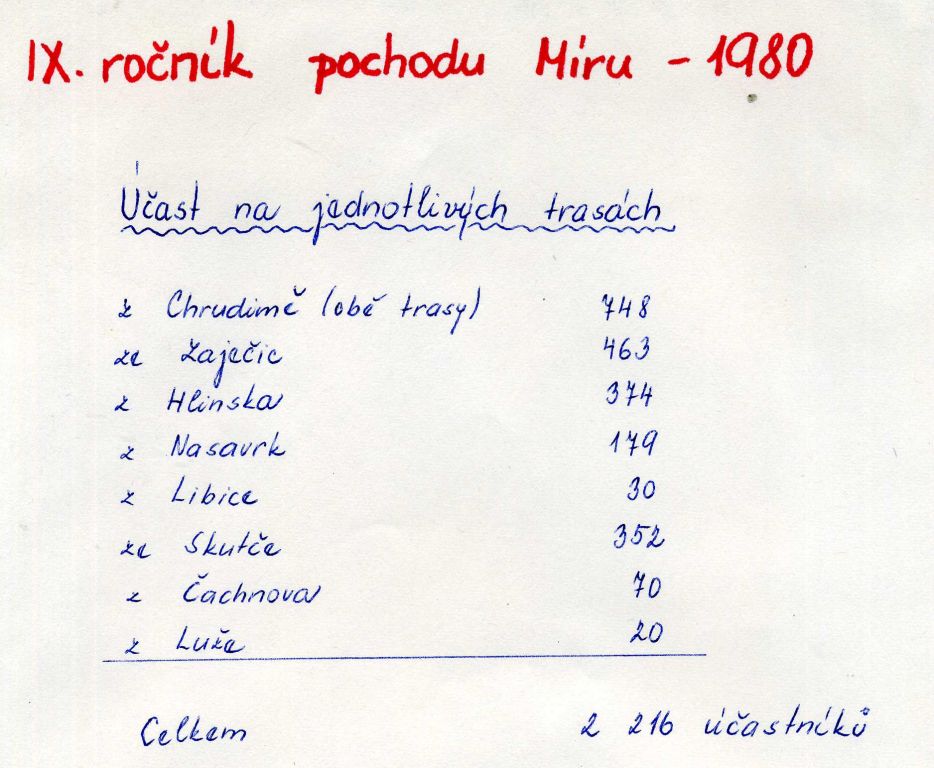 IX. ročník pochodu Míru - 1980
Účast na jednotlivých trasách
z Chrudimě (obě trasy) 748
ze Zaječic 463
z Hlinska 374
z Nasavrk 179
z Libice 30
ze Skutče 352
z Čachnova 70
z Luže 20
Celkem 2 216 účastníků